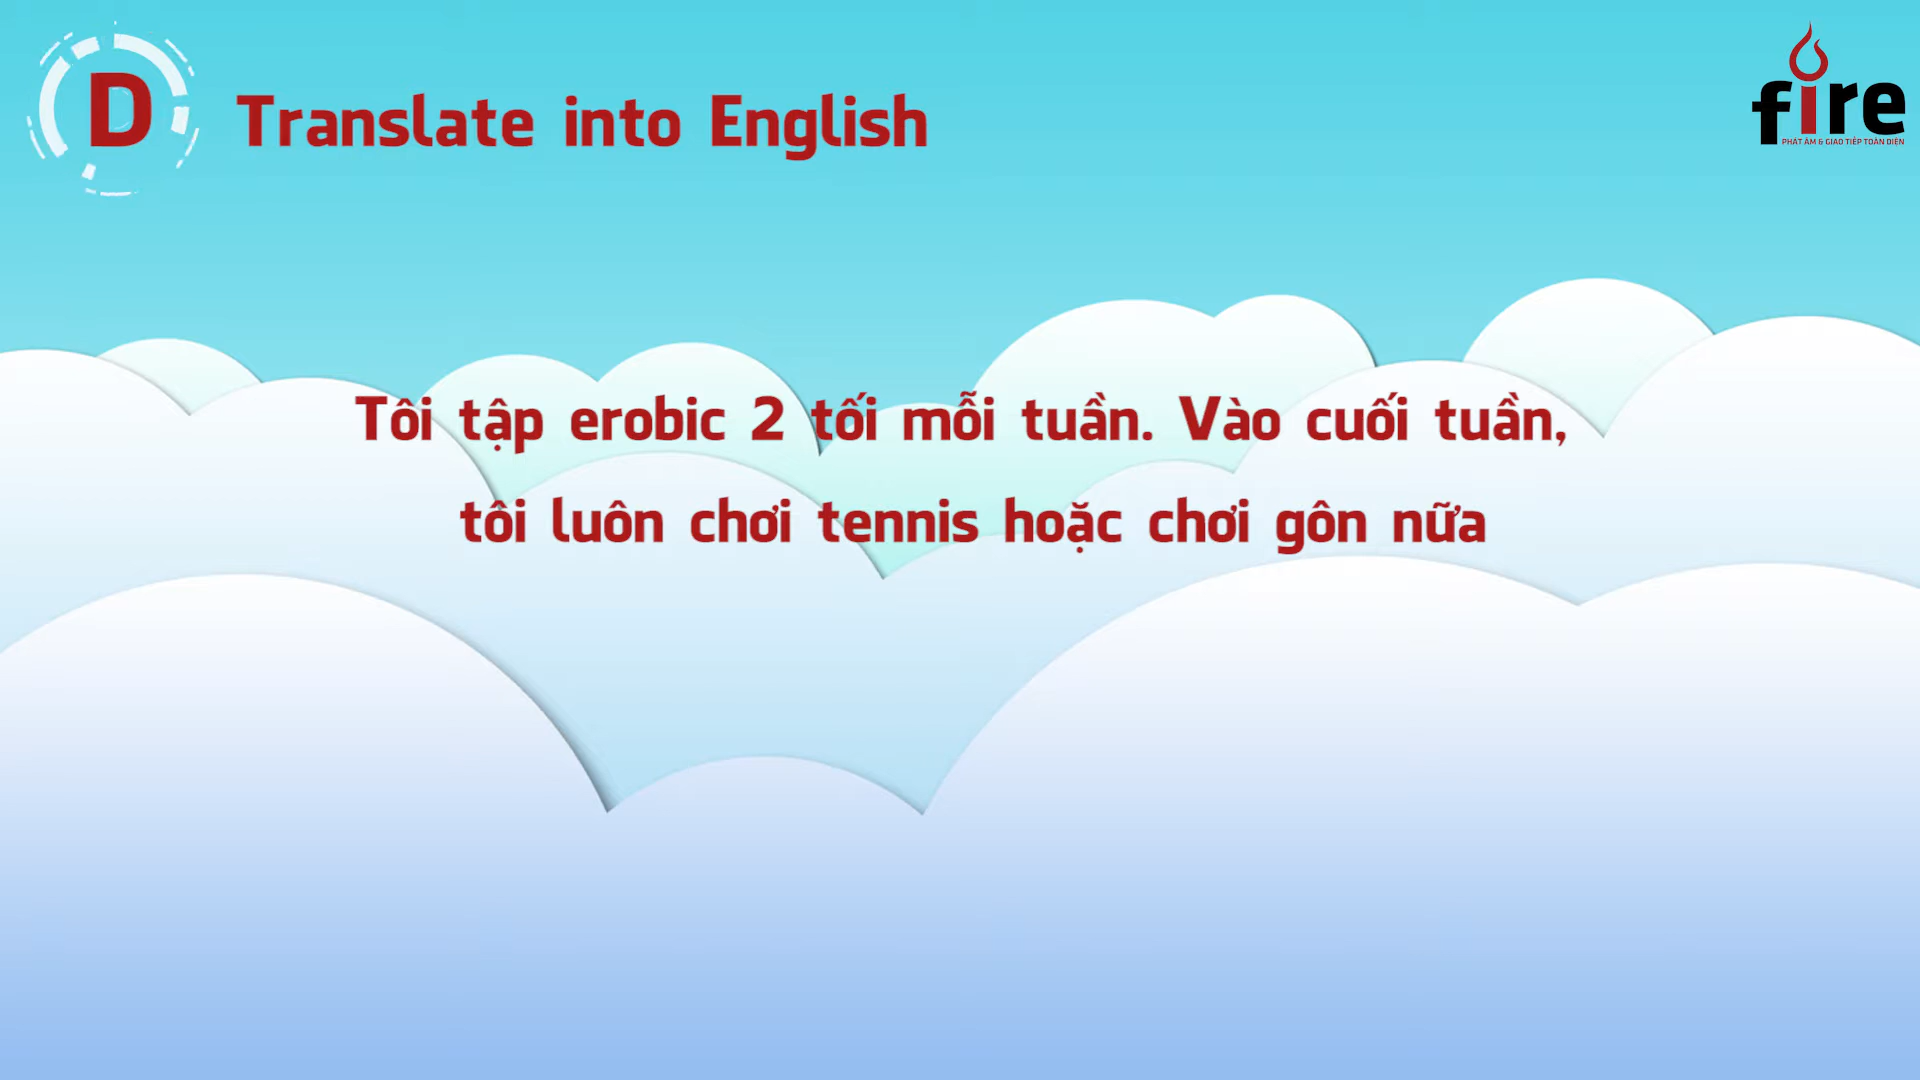 D Translate into English
fire
PHÁT ÂM & GIAO TIẾP TOÀN DIỆN
Tôi tập erobic 2 tối mỗi tuần. Vào cuối tuần,
tôi luôn chơi tennis hoặc chơi gôn nữa